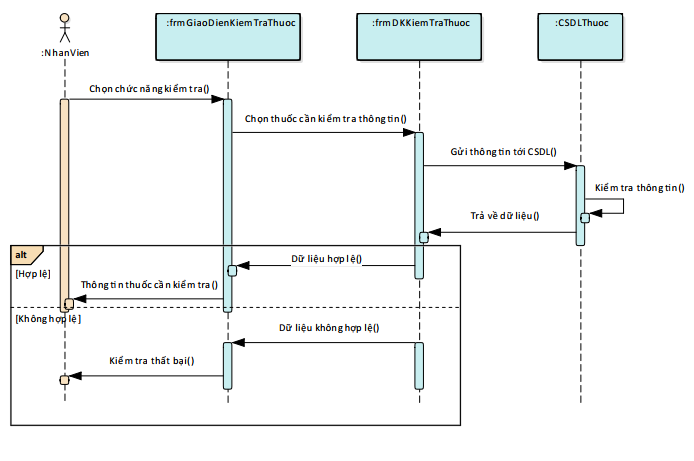 :frmGiaoDienKiemTraThuoc
:frmDKKiemTraThuoc
:CSDLThuoc
:NhanVien
Chọn chức năng kiểm tra()
Chọn thuốc cần kiểm tra thông tin()
Gửi thông tin tới CSDL()
Kiểm tra thông tin()
Trả về dữ liệu()
alt
Dữ liệu hợp lệ()
[Hợp lệ]
Thông tin thuốc cần kiểm tra()
[Không hợp lệ]
Dữ liệu không hợp lệ()
Kiểm tra thất bại()